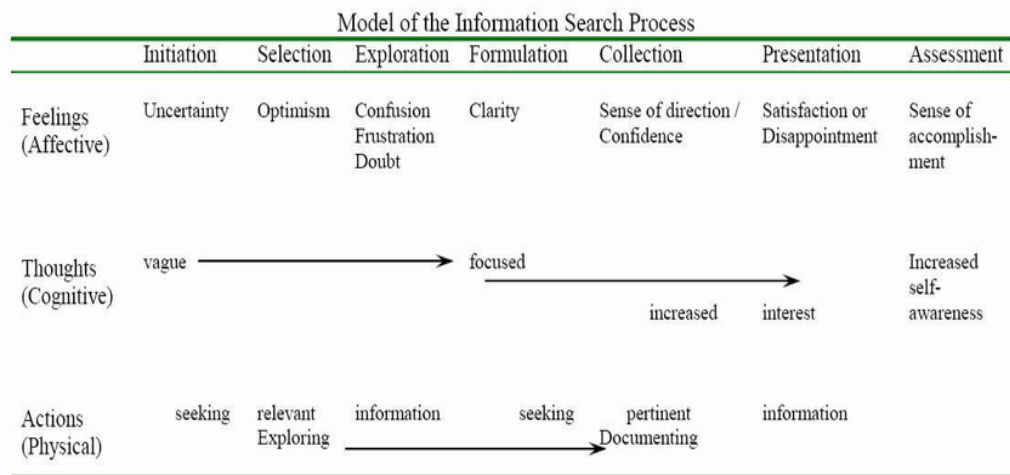 Model of the Information Search Process
Initiation Selection Exploration Formulation Collection Presentation Assessment
Feelings (Affective) Uncertainty Optimism Confusion Frustration Doubt Clarity Sense of direction / Confidence Satisfaction or Disappointment Sense of accomplish-ment
Thoughts (Cognitive) vague focused increased interest Increased self-awareness
Actions (Physical) seeking relevant information seeking pertinent information
Exploring Documenting